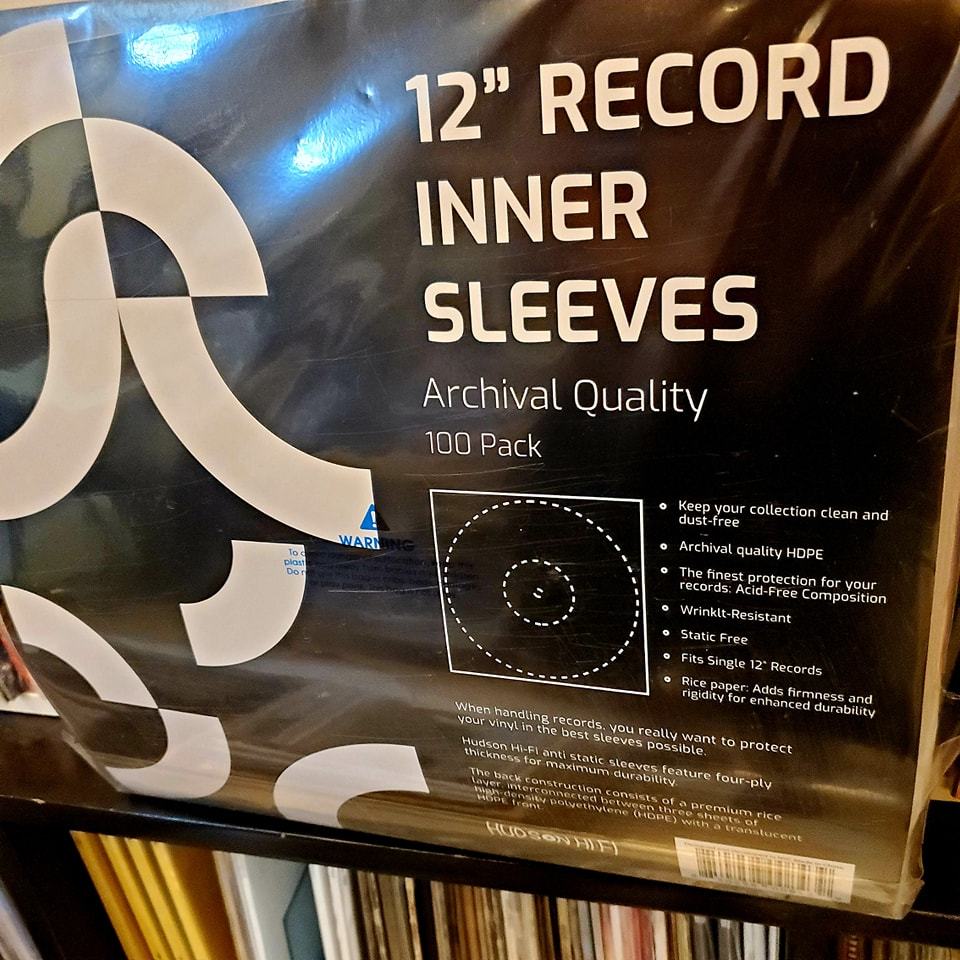 12” RECORD
INNER
SLEEVES
Archival Quality
100 Pack
Keep your collection clean and
dust-free
Archival quality HDPE
The finest protection for your
records: Acid-Free Composition
Wrinklt-Resistant
Static Free
Fits Single 12" Records
Rice paper: Adds firmness and
rigidity for enhanced durability
WARNING
To
plastic
Do
When handling records, you really want to protect
your vinyl in the best sleeves possible.
Hudson Hi-Fi anti static sleeves feature four-ply
thickness for maximum durability.
The back construction consists of a premium rice
layer, interconnected between three sheets of
high density polyethylene (HDPE) with a translucent
HDPE front
HUDSON HI FI